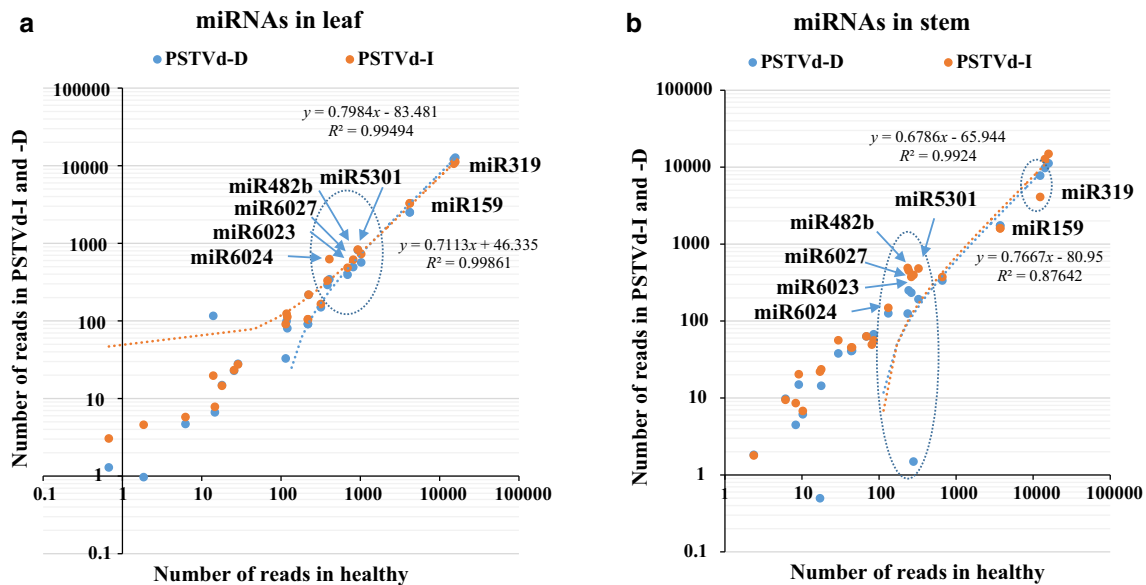 a
miRNAs in leaf
PSTVd-D
PSTVd-I
Number of reads in PSTVd-I and -D
100000
10000
1000
100
10
1
0.1
y = 0.7984x - 83.481
R² = 0.99494
miR319
miR5301
miR482b
miR159
miR6027
miR6023
miR6024
y = 0.7113x + 46.335
R² = 0.99861
0.1
1
10
100
1000
10000
100000
Number of reads in healthy
b
miRNAs in stem
PSTVd-D
PSTVd-I
Number of reads in PSTVd-I and -D
100000
10000
1000
100
10
1
0.1
y = 0.6786x - 65.944
R² = 0.9924
miR319
miR5301
miR482b
miR159
miR6027
y = 0.7667x - 80.95
R² = 0.87642
miR6023
miR6024
1
10
100
1000
10000
100000
Number of reads in healthy